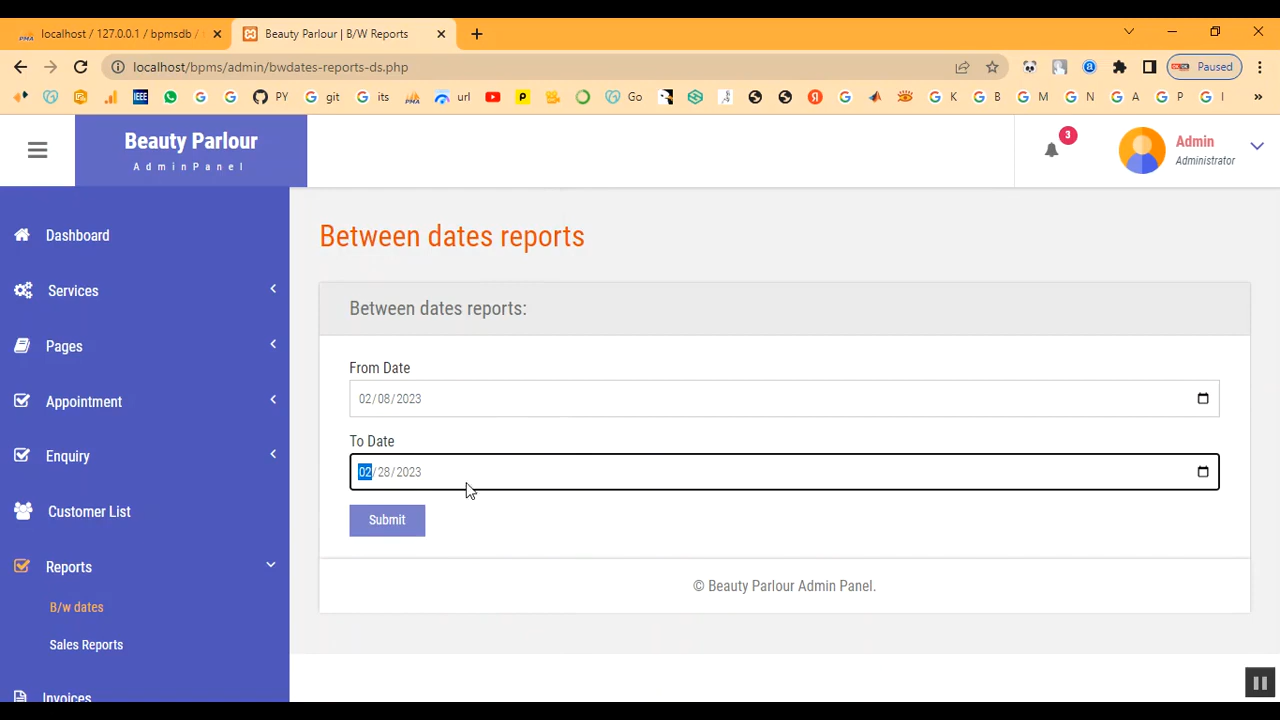 localhost / 127.0.0.1 / bpmsdb /
Beauty Parlour | B/W Reports
localhost/bpms/admin/bwdates-reports-ds.php
Paused
IEEE
PY
git
its
url
Go
K
B
M
N
A
P
I
»
Beauty Parlour
AdminPanel
3
Admin
Administrator
Dashboard
Services
Pages
Appointment
Enquiry
Customer List
Reports
B/w dates
Sales Reports
Invoices
Between dates reports
Between dates reports:
From Date
02/08/2023
To Date
02/28/2023
Submit
© Beauty Parlour Admin Panel.